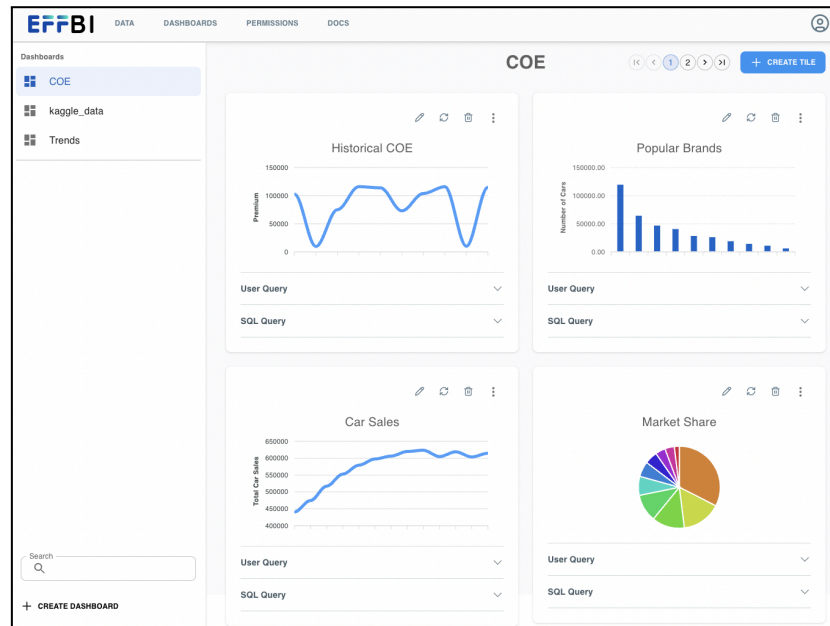 EFFBI DATA DASHBOARDS PERMISSIONS DOCS
Dashboards
COE
kaggle_data
Trends
Search
+ CREATE DASHBOARD
COE
1 2
+ CREATE TILE
Historical COE
Premium
150000
100000
50000
0
User Query
SQL Query
Popular Brands
Number of Cars
150000.00
100000.00
50000.00
0.00
User Query
SQL Query
Car Sales
Total Car Sales
650000
600000
550000
500000
450000
400000
User Query
SQL Query
Market Share
User Query
SQL Query